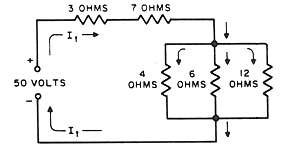 3 OHMS 7 OHMS
I₁
+
50 VOLTS
−
4 OHMS
6 OHMS
12 OHMS
I₁